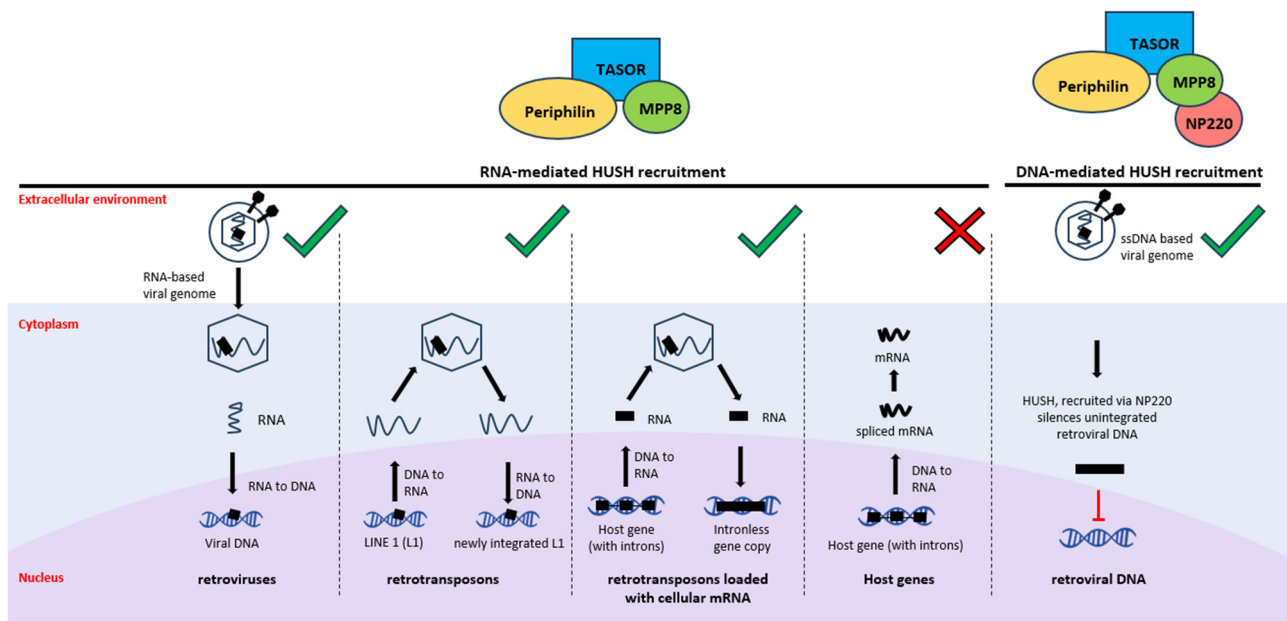 TASOR
Periphilin
MPP8
TASOR
Periphilin
MPP8
NP220
RNA-mediated HUSH recruitment
DNA-mediated HUSH recruitment
Extracellular environment
RNA-based
viral genome
ssDNA based
viral genome
Cytoplasm
RNA
RNA to DNA
Viral DNA
retroviruses
DNA to
RNA
LINE 1 (L1)
RNA to
DNA
newly integrated L1
retrotransposons
RNA
DNA to
RNA
Host gene
(with introns)
RNA
Intronless
gene copy
retrotransposons loaded
with cellular mRNA
mRNA
spliced mRNA
DNA to
RNA
Host gene (with introns)
Host genes
HUSH, recruited via NP220
silences unintegrated
retroviral DNA
retroviral DNA
Nucleus